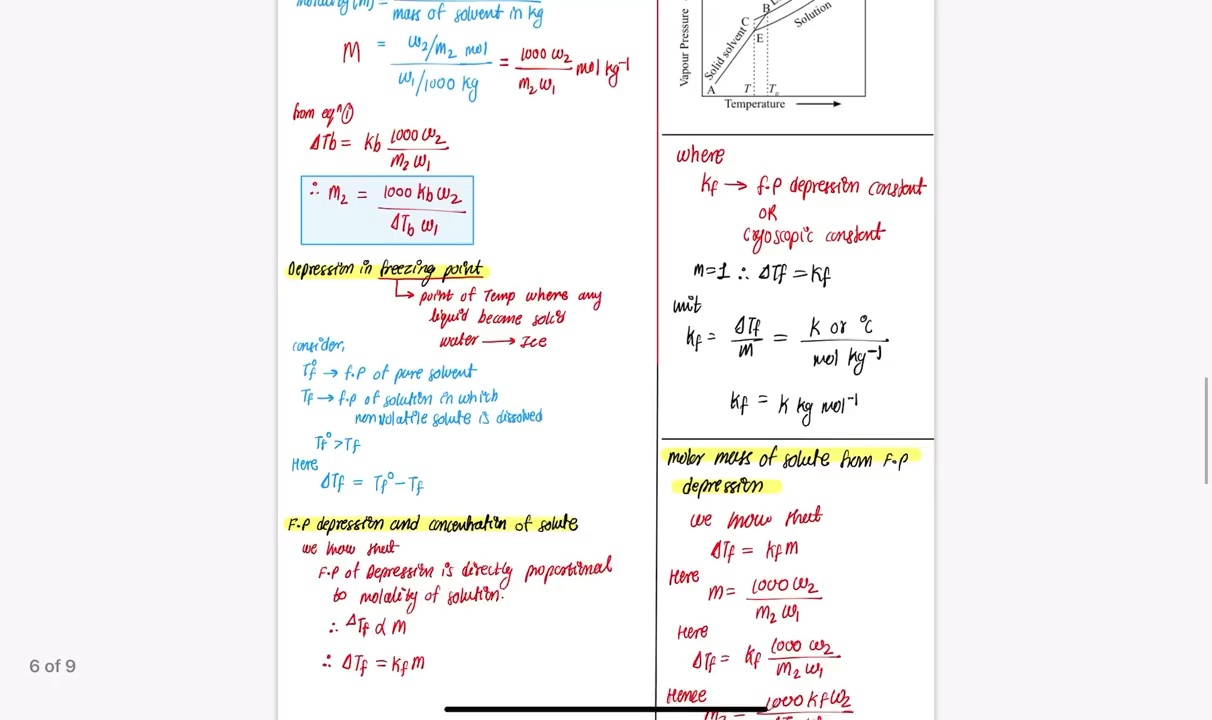 molality (m) =
mass of solvent in kg
M = W2/m2 mol / W1/1000 kg = 1000 W2 / m2 W1 mol kg-1
from eqn ①
ΔTb = Kb 1000 W2 / M2 W1
∴ M2 = 1000 Kb W2 / ΔTb W1
Depression in freezing point
↳ point of Temp where any
liquid become solid
water → Ice
consider,
Tf° → f.P of pure solvent
Tf → f.P of solution in which
nonvolatile solute is dissolved
Tf° > Tf
Here
ΔTf = Tf° - Tf
F.P depression and concentration of solute
we know that
F.P of Depression is directly proportional
to molality of solution.
∴ ΔTf ∝ m
∴ ΔTf = Kf m
6 of 9
Vapour Pressure
Solid solvent
Solution
B
C
E
A
T
Temperature →
where
Kf → f.P depression constant
OR
cryoscopic constant
m=1 ∴ ΔTf = Kf
unit
Kf = ΔTf / m = K or °C / mol kg-1
Kf = K kg mol-1
molar mass of solute from F.P
depression
we know that
ΔTf = Kf m
Here
m = 1000 W2 / M2 W1
Here
ΔTf = Kf 1000 W2 / M2 W1
Hence
M2 = 1000 Kf W2